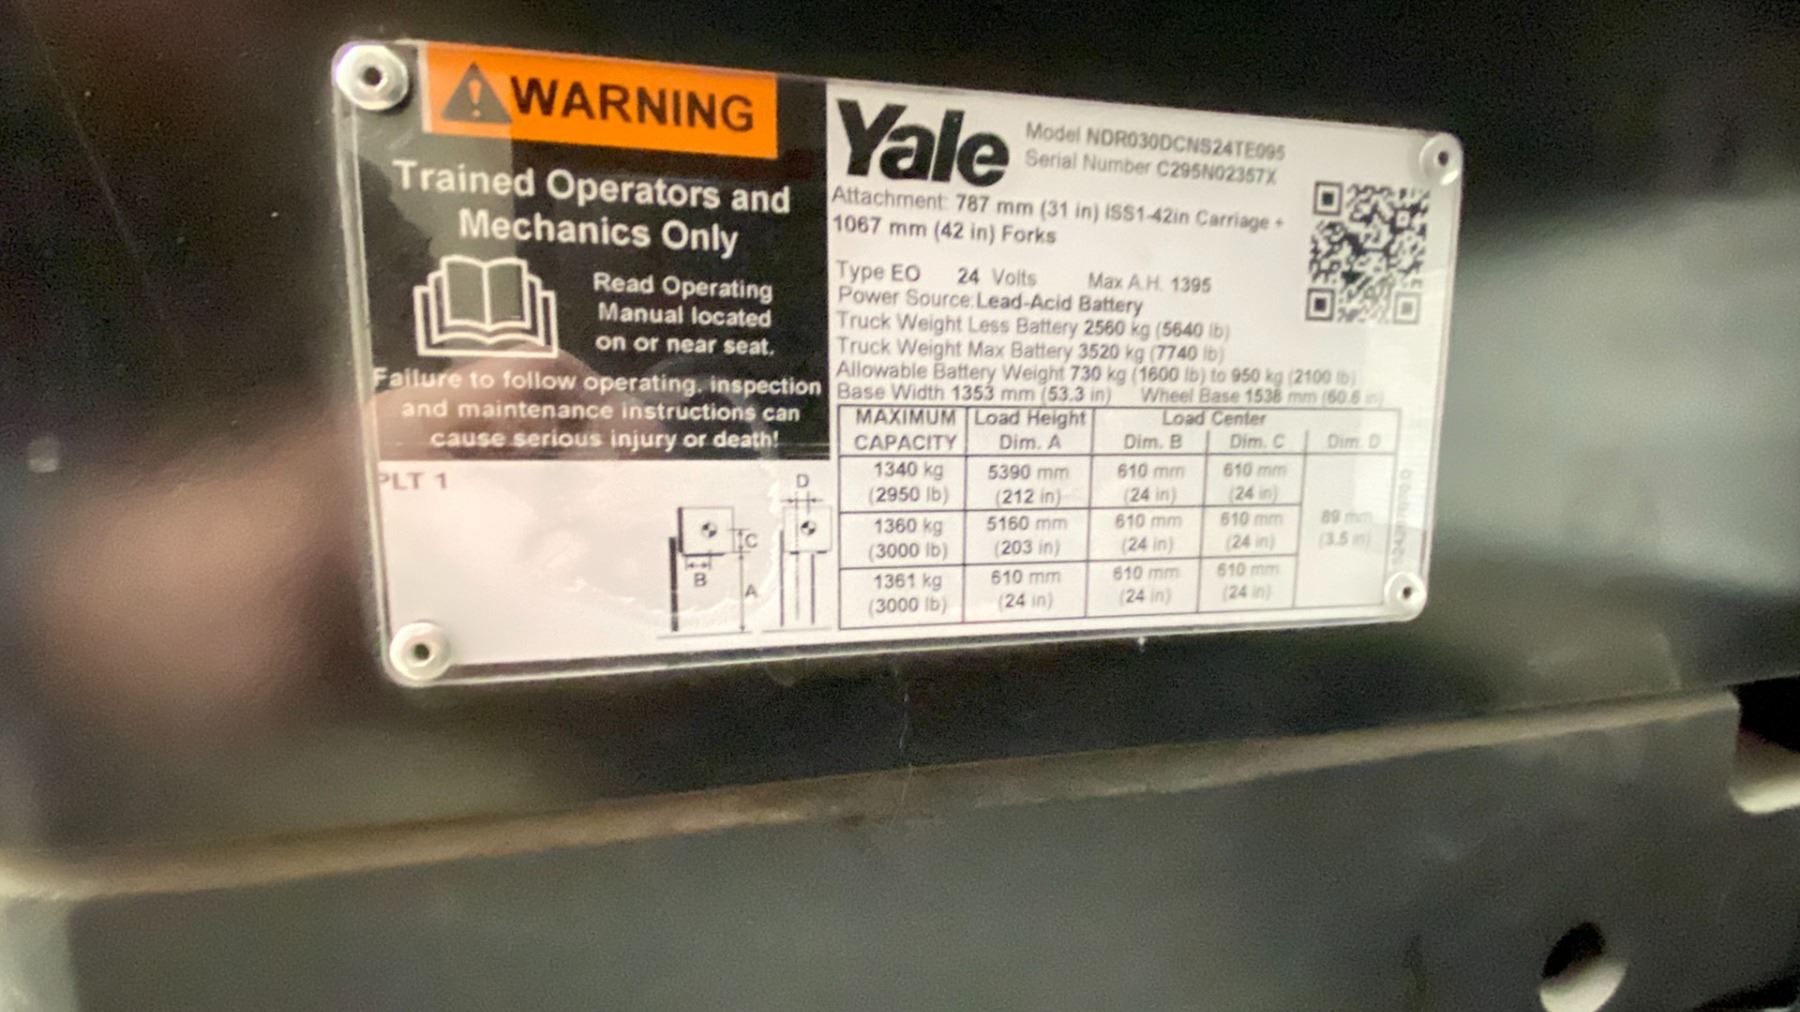 WARNING
Trained Operators and
Mechanics Only
Read Operating
Manual located
on or near seat.
Failure to follow operating, inspection
and maintenance instructions can
cause serious injury or death!
PLT 1
D
C
B
A
Yale
Model NDR030DCNS24TE095
Serial Number C295N02357X
Attachment: 787 mm (31 in) ISS1-42in Carriage +
1067 mm (42 in) Forks
Type EO 24 Volts Max A.H. 1395
Power Source:Lead-Acid Battery
Truck Weight Less Battery 2560 kg (5640 lb)
Truck Weight Max Battery 3520 kg (7740 lb)
Allowable Battery Weight 730 kg (1600 lb) to 950 kg (2100 lb)
Base Width 1353 mm (53.3 in) Wheel Base 1538 mm (60.6 in)
MAXIMUM Load Height Load Center
CAPACITY Dim. A Dim. B Dim. C Dim. D
1340 kg 5390 mm 610 mm 610 mm
(2950 lb) (212 in) (24 in) (24 in)
1360 kg 5160 mm 610 mm 610 mm 89 mm
(3000 lb) (203 in) (24 in) (24 in) (3.5 in)
1361 kg 610 mm 610 mm 610 mm
(3000 lb) (24 in) (24 in) (24 in)